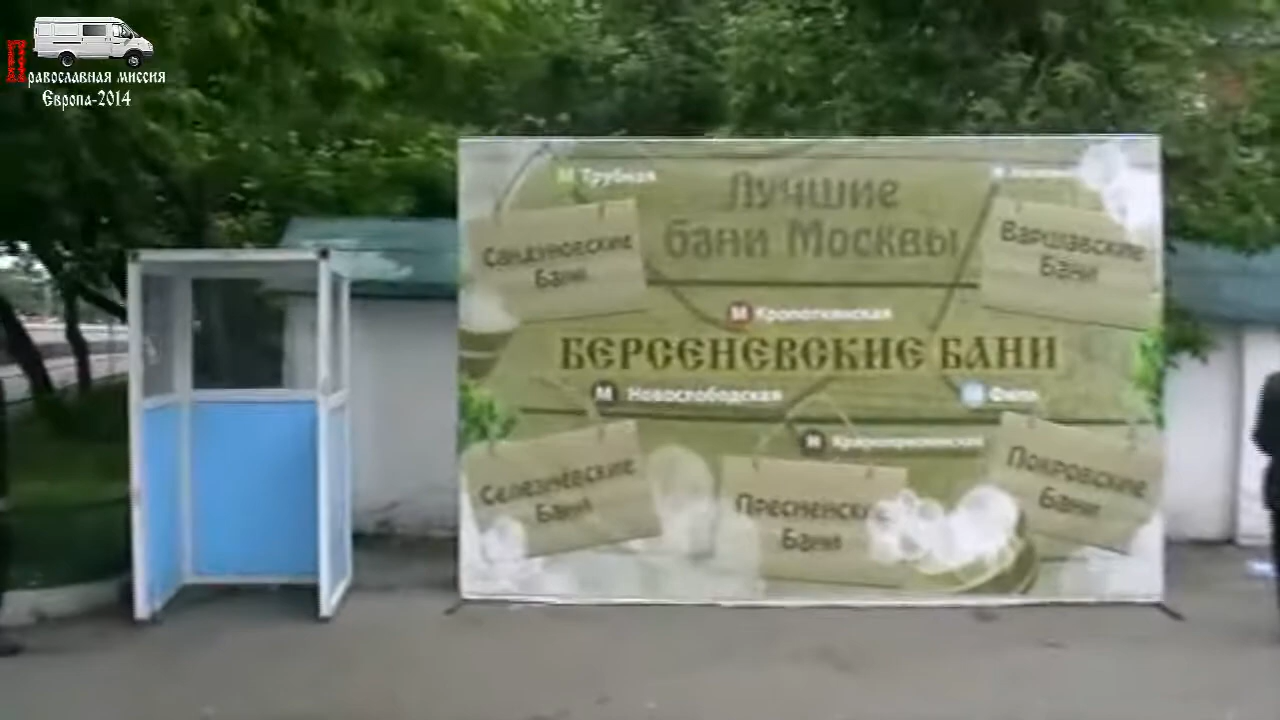 Православная миссия
Европа-2014
М Трубная
Лучшие
бани Москвы
Сандуновские
Бани
Варшавские
Бани
М Кропоткинская
БЕРСЕНЕВСКИЕ БАНИ
М Новослободская
Фили
М Краснопресненская
Селезнёвские
Бани
Пресненски
Бани
Покровские
Бани